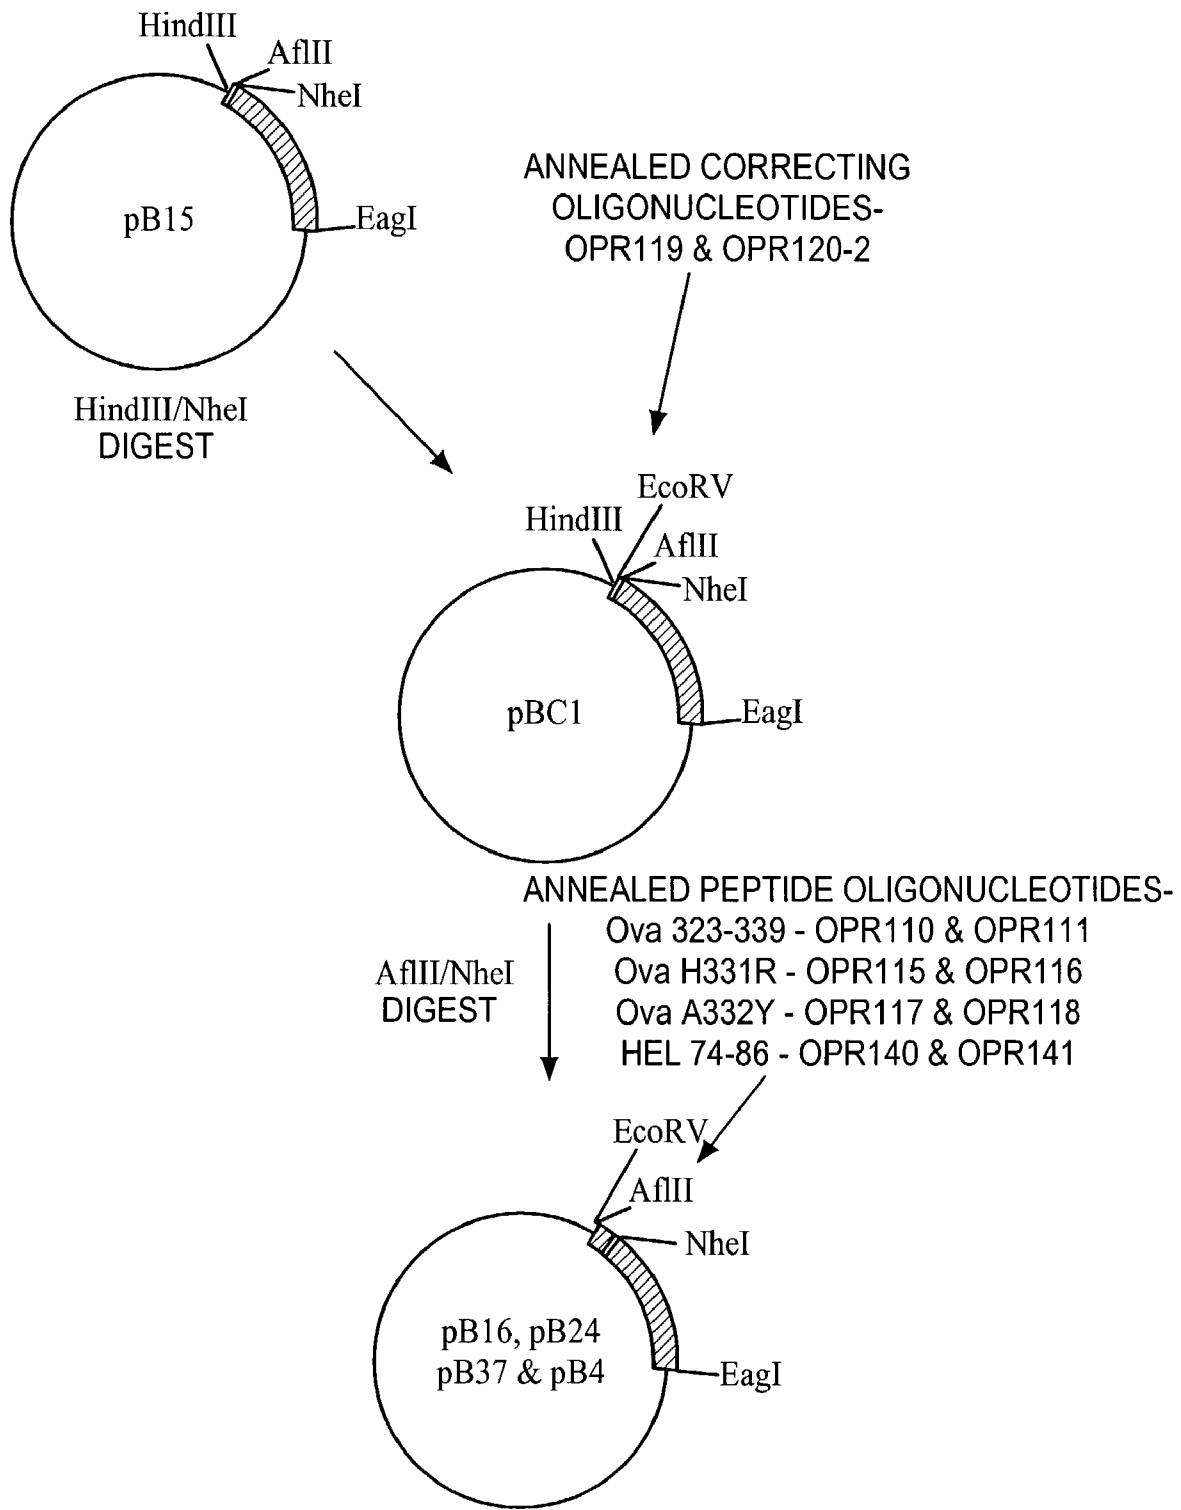 HindIII
AflII
NheI
pB15
EagI
HindIII/NheI
DIGEST
ANNEALED CORRECTING
OLIGONUCLEOTIDES-
OPR119 & OPR120-2
EcoRV
HindIII
AflII
NheI
pBC1
EagI
AflII/NheI
DIGEST
ANNEALED PEPTIDE OLIGONUCLEOTIDES-
Ova 323-339 - OPR110 & OPR111
Ova H331R - OPR115 & OPR116
Ova A332Y - OPR117 & OPR118
HEL 74-86 - OPR140 & OPR141
EcoRV
AflII
NheI
pB16, pB24
pB37 & pB4
EagI